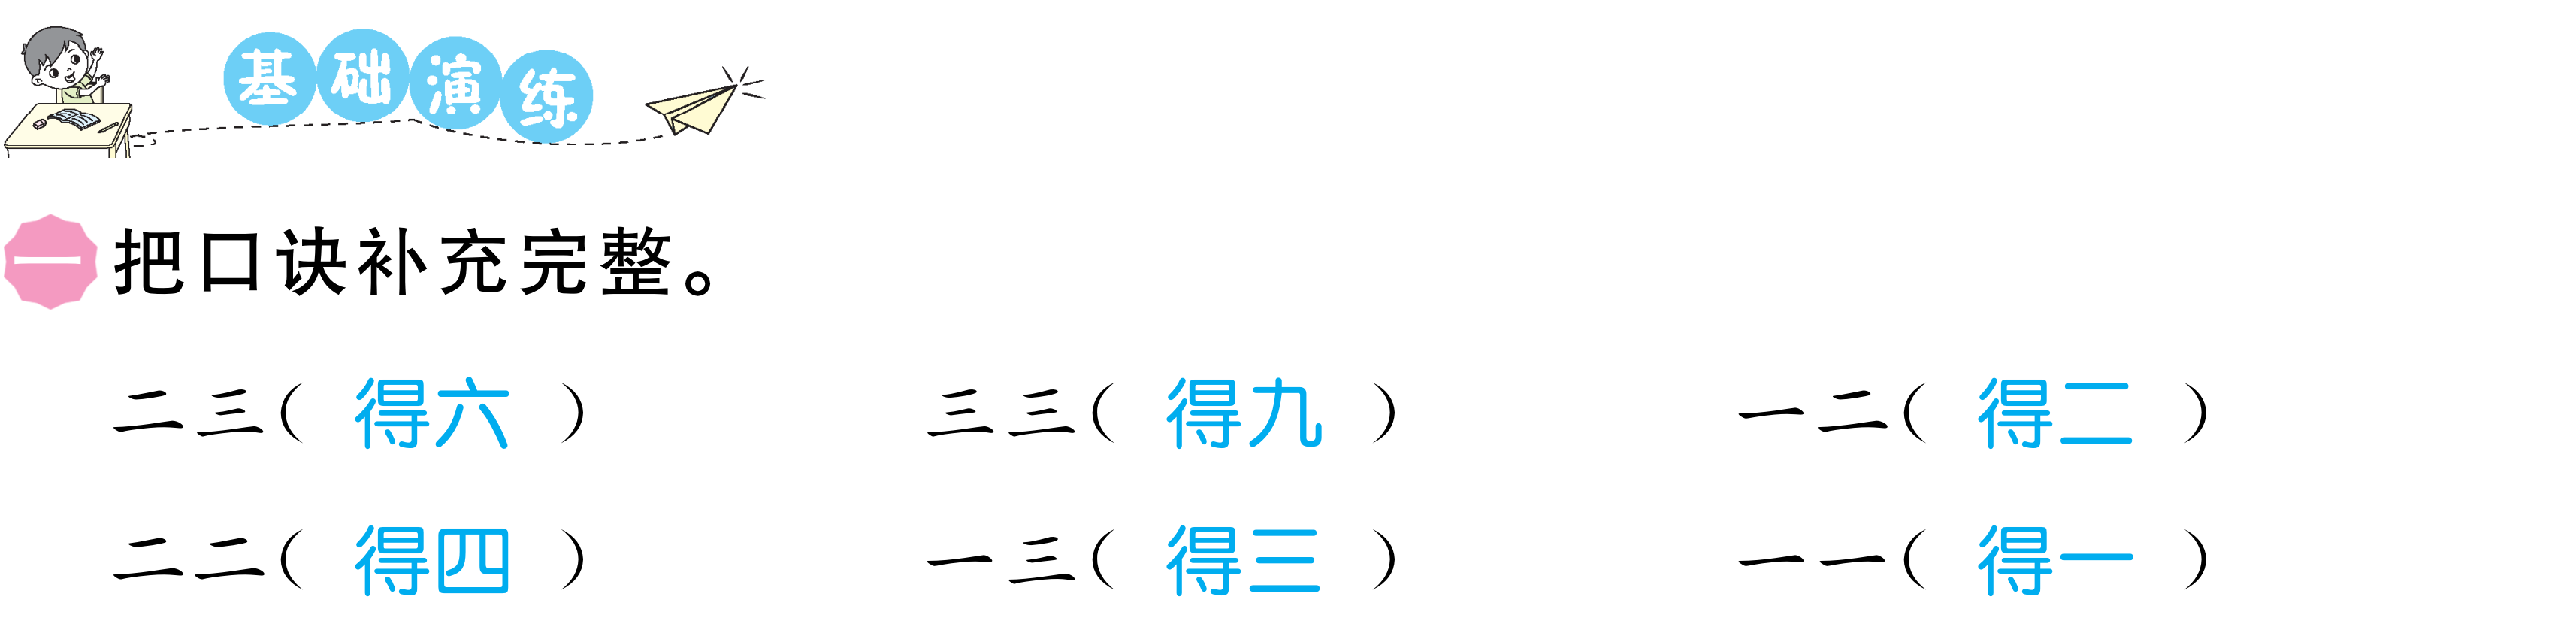 基础演练
一 把口诀补充完整。
二三( 得六 ) 三三( 得九 ) 一二( 得二 )
二二( 得四 ) 一三( 得三 ) 一一( 得一 )